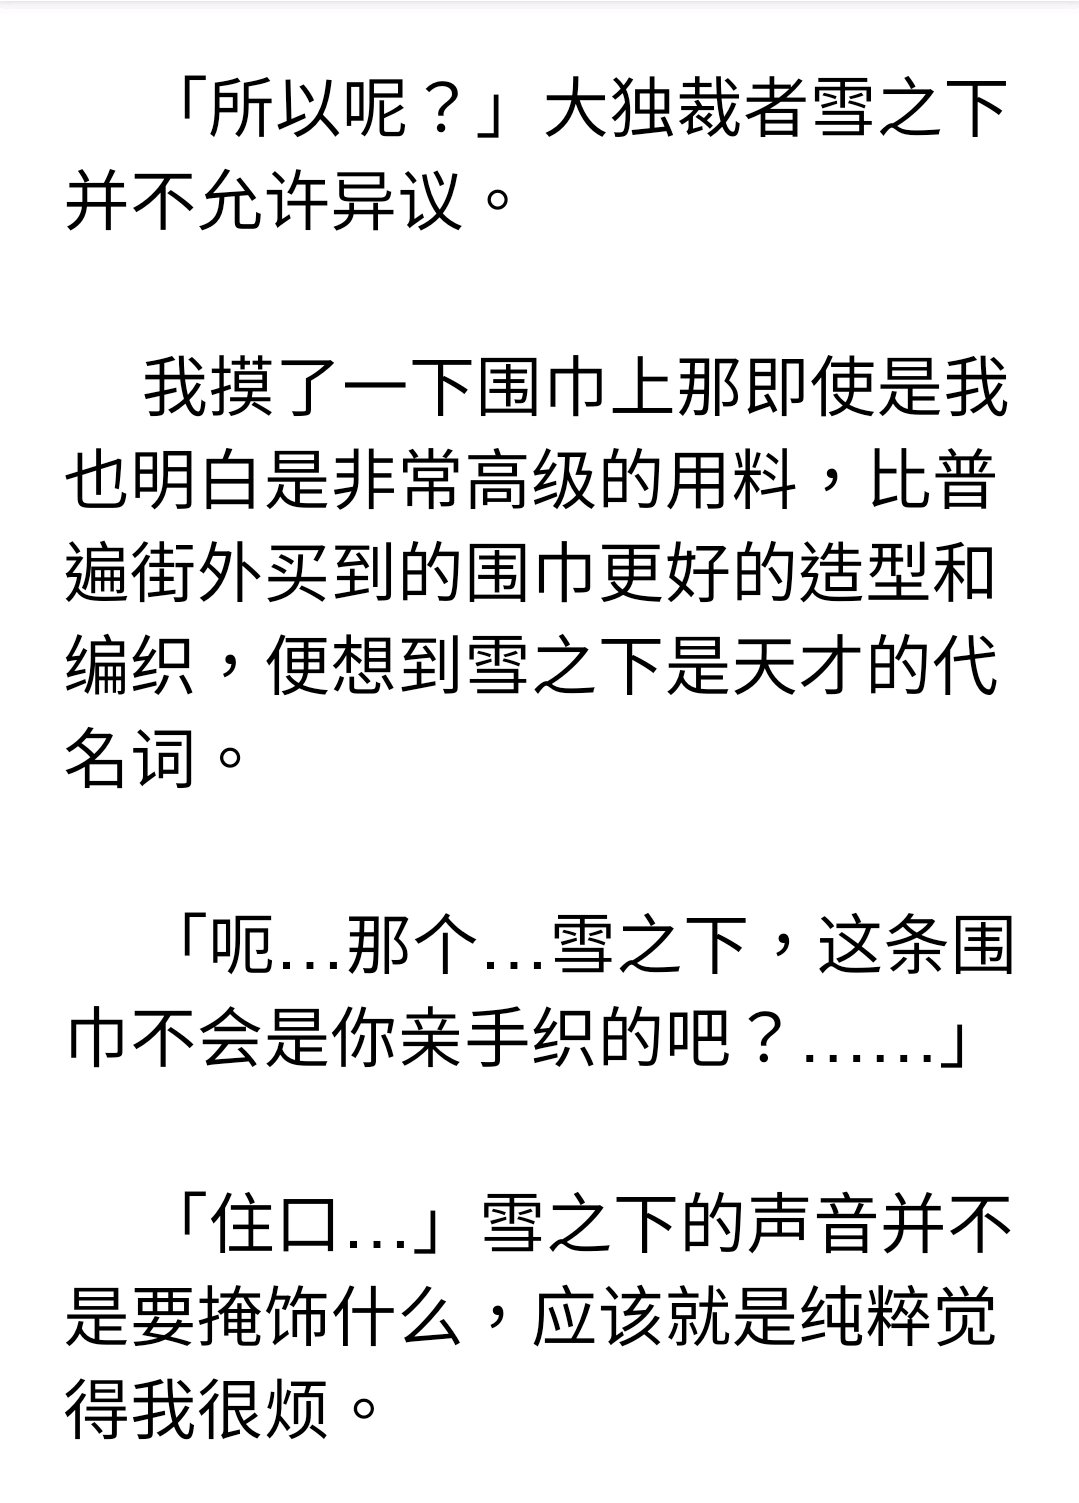 「所以呢？」大独裁者雪之下
并不允许异议。
我摸了一下围巾上那即使是我
也明白是非常高级的用料，比普
遍街外买到的围巾更好的造型和
编织，便想到雪之下是天才的代
名词。
「呃…那个…雪之下，这条围
巾不会是你亲手织的吧？……」
「住口…」雪之下的声音并不
是要掩饰什么，应该就是纯粹觉
得我很烦。